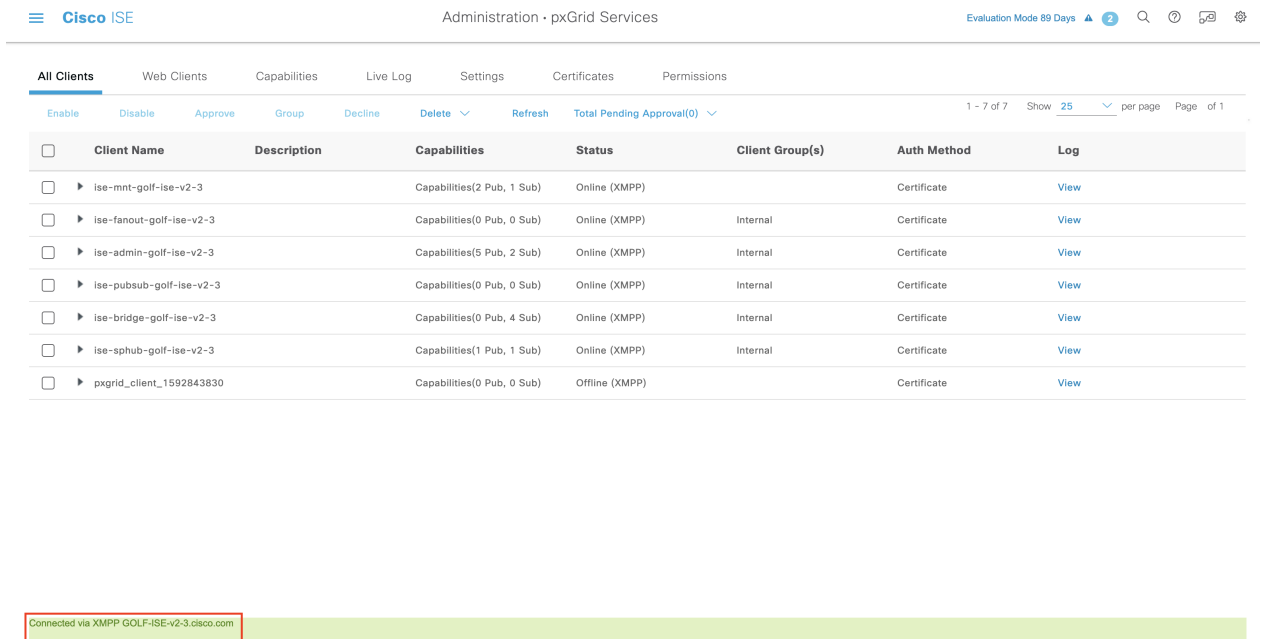 Cisco ISE Administration · pxGrid Services Evaluation Mode 89 Days 2
All Clients Web Clients Capabilities Live Log Settings Certificates Permissions
Enable Disable Approve Group Decline Delete Refresh Total Pending Approval(0) 1 - 7 of 7 Show 25 per page Page of 1
Client Name Description Capabilities Status Client Group(s) Auth Method Log
ise-mnt-golf-ise-v2-3 Capabilities(2 Pub, 1 Sub) Online (XMPP) Certificate View
ise-fanout-golf-ise-v2-3 Capabilities(0 Pub, 0 Sub) Online (XMPP) Internal Certificate View
ise-admin-golf-ise-v2-3 Capabilities(5 Pub, 2 Sub) Online (XMPP) Internal Certificate View
ise-pubsub-golf-ise-v2-3 Capabilities(0 Pub, 0 Sub) Online (XMPP) Internal Certificate View
ise-bridge-golf-ise-v2-3 Capabilities(0 Pub, 4 Sub) Online (XMPP) Internal Certificate View
ise-sphub-golf-ise-v2-3 Capabilities(1 Pub, 1 Sub) Online (XMPP) Internal Certificate View
pxgrid_client_1592843830 Capabilities(0 Pub, 0 Sub) Offline (XMPP) Certificate View
Connected via XMPP GOLF-ISE-v2-3.cisco.com